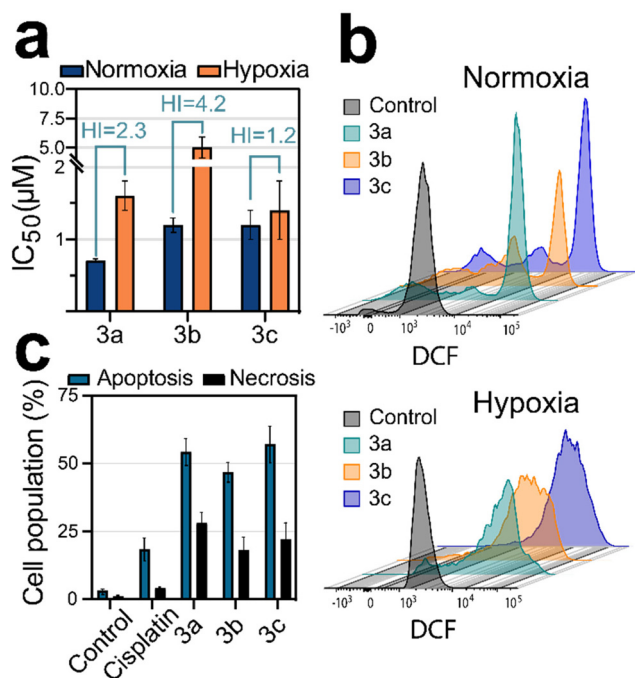 a
Normoxia Hypoxia
IC50(µM)
10.0
7.5
5.0
2
1
HI=2.3
HI=4.2
HI=1.2
3a 3b 3c
b
Normoxia
Control
3a
3b
3c
-10³ 0 10³ 10⁴ 10⁵
DCF
Hypoxia
Control
3a
3b
3c
-10³ 0 10³ 10⁴ 10⁵
DCF
c
Apoptosis Necrosis
Cell population (%)
75
50
25
0
Control Cisplatin 3a 3b 3c